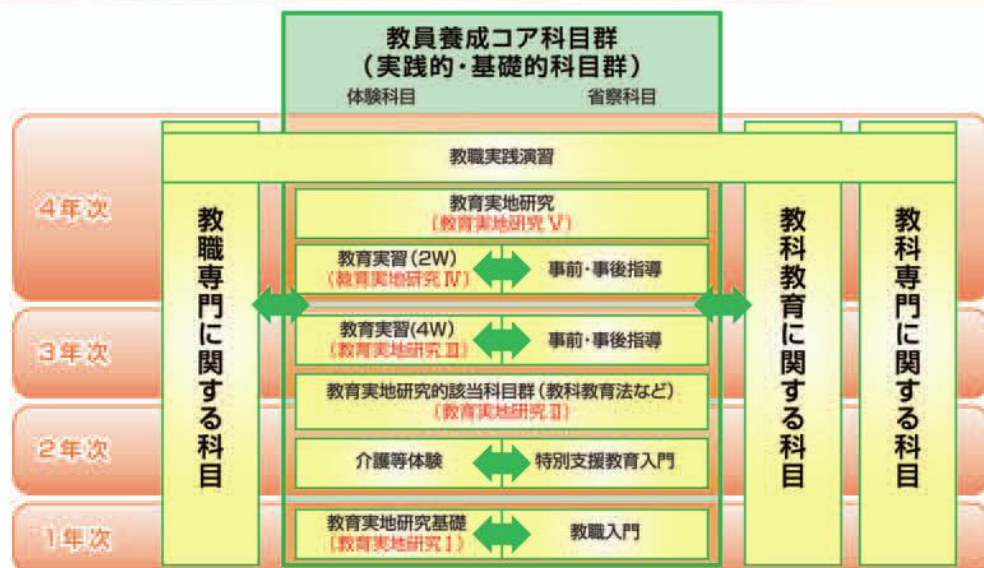 教員養成コア科目群
(実践的・基礎的科目群)
体験科目
省察科目
教職実践演習
4年次
教育実地研究
(教育実地研究Ⅴ)
教育実習(2W)
(教育実地研究Ⅳ)
事前・事後指導
3年次
教育実習(4W)
(教育実地研究Ⅲ)
事前・事後指導
教育実地研究的該当科目群(教科教育法など)
(教育実地研究Ⅱ)
2年次
介護等体験
特別支援教育入門
1年次
教育実地研究基礎
(教育実地研究Ⅰ)
教職入門
教職専門に関する科目
教科教育に関する科目
教科専門に関する科目